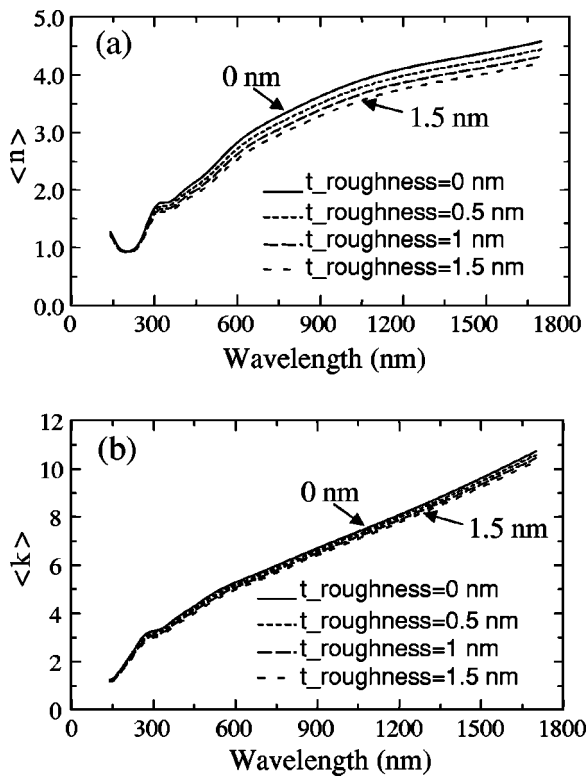 (a)
5.0
4.0
3.0
2.0
1.0
0.0
<n>
0 nm
1.5 nm
t_roughness=0 nm
t_roughness=0.5 nm
t_roughness=1 nm
t_roughness=1.5 nm
0 300 600 900 1200 1500 1800
Wavelength (nm)
(b)
12
10
8
6
4
2
0
<k>
0 nm
1.5 nm
t_roughness=0 nm
t_roughness=0.5 nm
t_roughness=1 nm
t_roughness=1.5 nm
0 300 600 900 1200 1500 1800
Wavelength (nm)